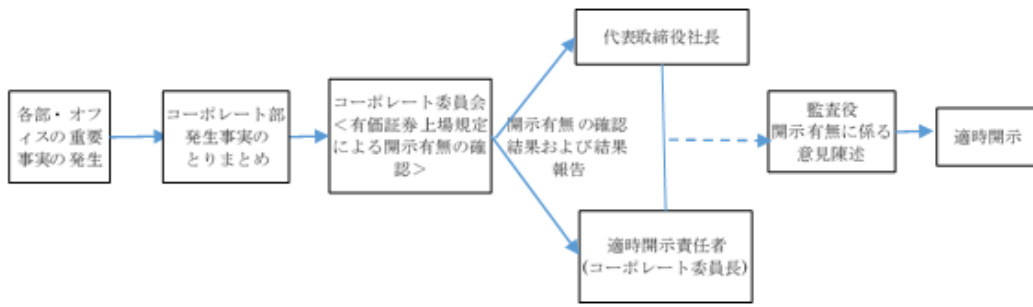 各部・オフ
ィスの重要
事実の発生
コーポレート部
発生事実の
とりまとめ
コーポレート委員会
＜有価証券上場規定
による開示有無の確
認＞
開示有無の確認
結果および結果
報告
代表取締役社長
適時開示責任者
(コーポレート委員長)
監査役
開示有無に係る
意見陳述
適時開示